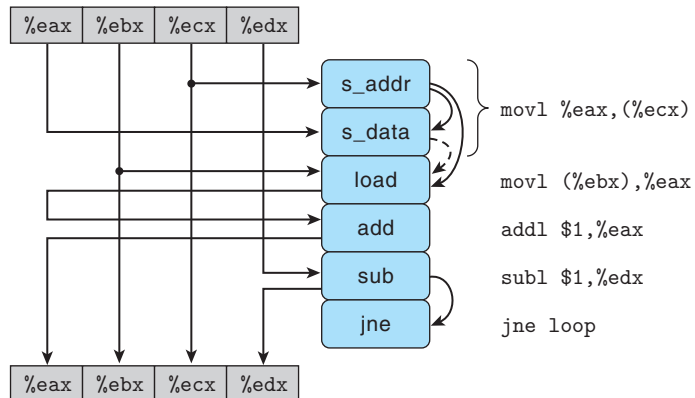 %eax %ebx %ecx %edx
s_addr
movl %eax,(%ecx)
s_data
load movl (%ebx),%eax
add addl $1,%eax
sub subl $1,%edx
jne jne loop
%eax %ebx %ecx %edx